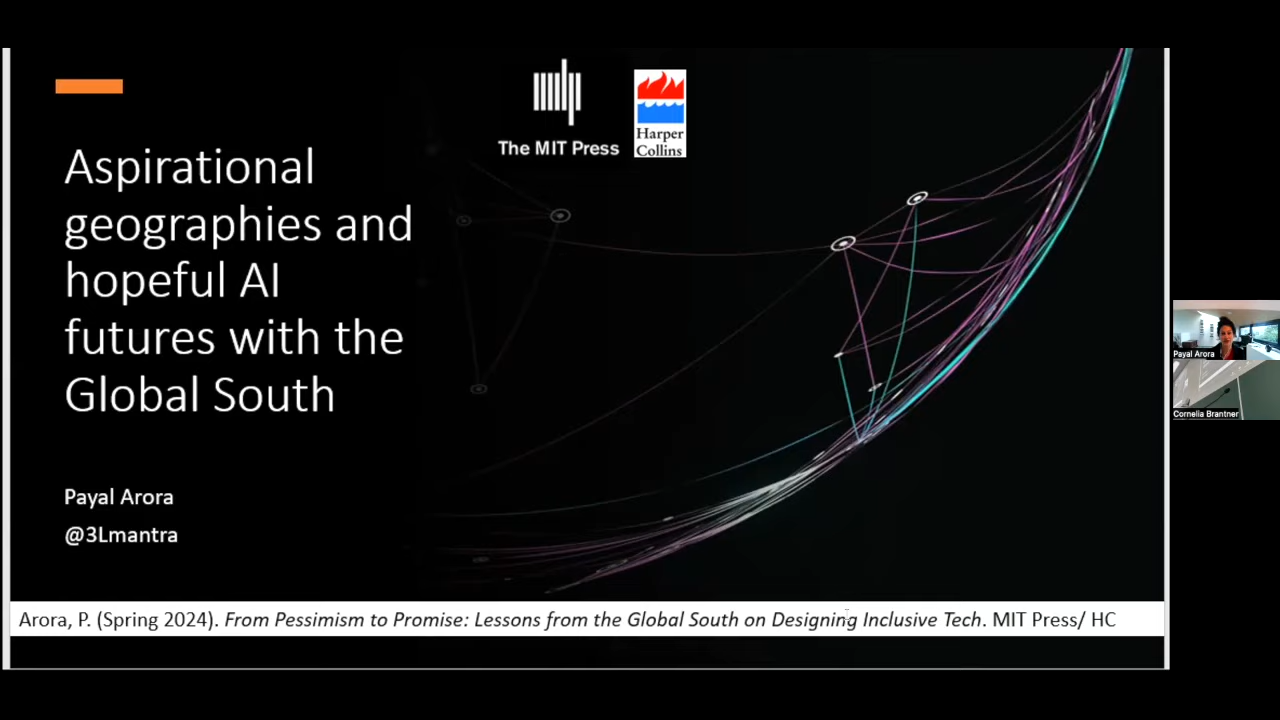 The MIT Press
Harper
Collins
Aspirational
geographies and
hopeful AI
futures with the
Global South
Payal Arora
@3Lmantra
Arora, P. (Spring 2024). From Pessimism to Promise: Lessons from the Global South on Designing Inclusive Tech. MIT Press/ HC
Payal Arora
Cornelia Brantner